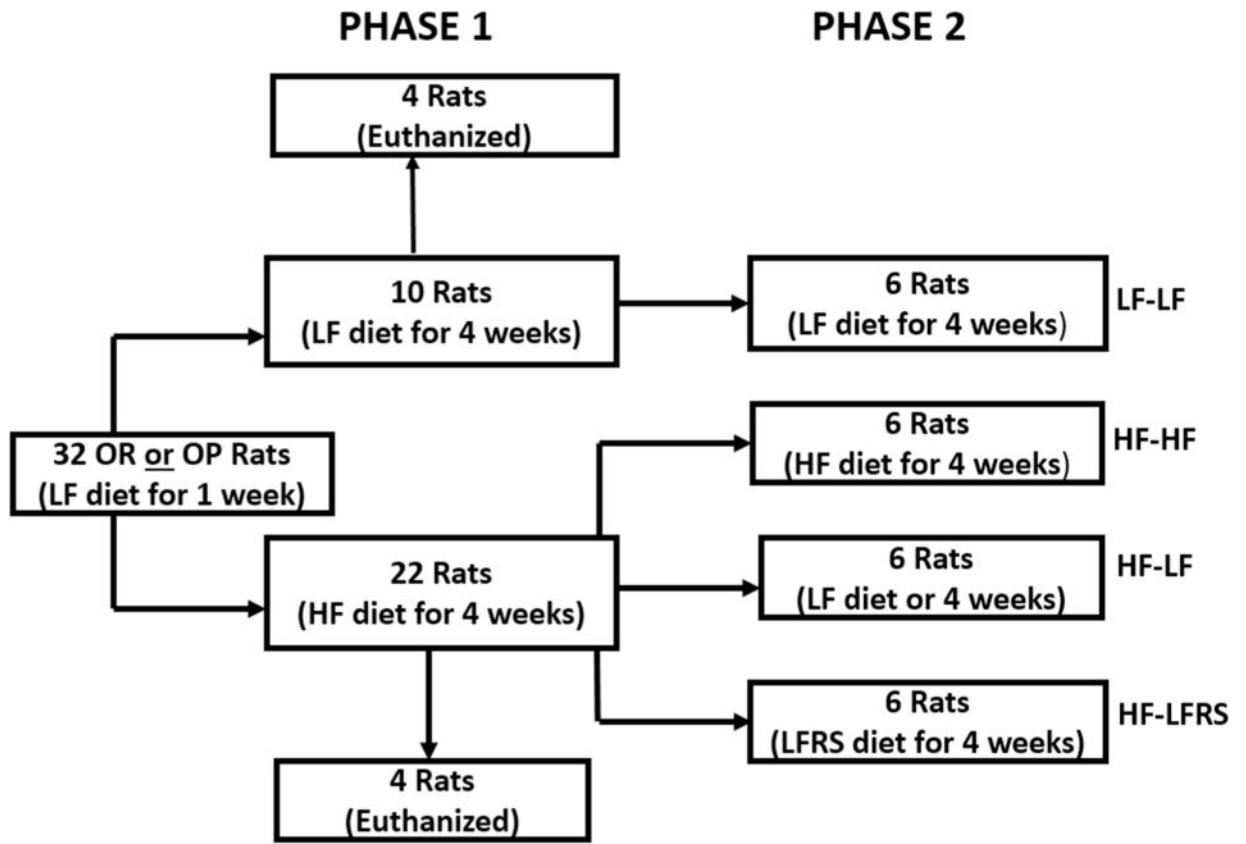 PHASE 1
PHASE 2
4 Rats
(Euthanized)
10 Rats
(LF diet for 4 weeks)
6 Rats
(LF diet for 4 weeks)
LF-LF
32 OR or OP Rats
(LF diet for 1 week)
6 Rats
(HF diet for 4 weeks)
HF-HF
22 Rats
(HF diet for 4 weeks)
6 Rats
(LF diet or 4 weeks)
HF-LF
6 Rats
(LFRS diet for 4 weeks)
HF-LFRS
4 Rats
(Euthanized)